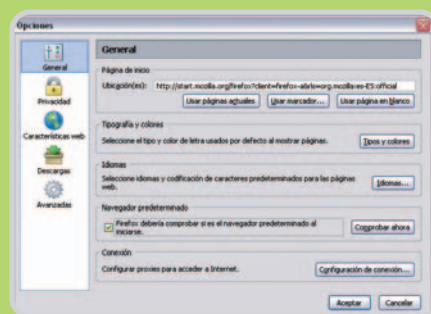 Opciones
General
General
Privacidad
Características web
Descargas
Avanzadas
Página de inicio
Ubicación(es): http://start.mozilla.org/firefox?client=firefox-a&rls=org.mozilla:es-ES:official
Usar páginas actuales Usar marcador... Usar página en blanco
Tipografía y colores
Seleccione el tipo y color de letra usados por defecto al mostrar páginas. Tipos y colores
Idiomas
Seleccione idiomas y codificación de caracteres predeterminados para las páginas
web. Idiomas...
Navegador predeterminado
Firefox debería comprobar si es el navegador predeterminado al
iniciarse. Comprobar ahora
Conexión
Configurar proxies para acceder a Internet. Configuración de conexión...
Aceptar Cancelar